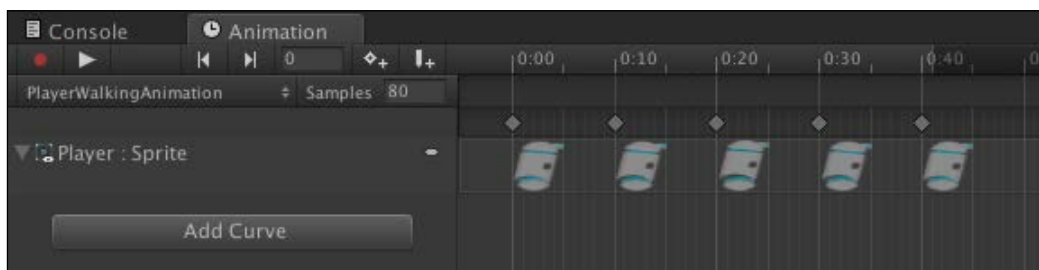 Console
Animation
0
0:00
0:10
0:20
0:30
0:40
0
PlayerWalkingAnimation
Samples 80
Player : Sprite
Add Curve